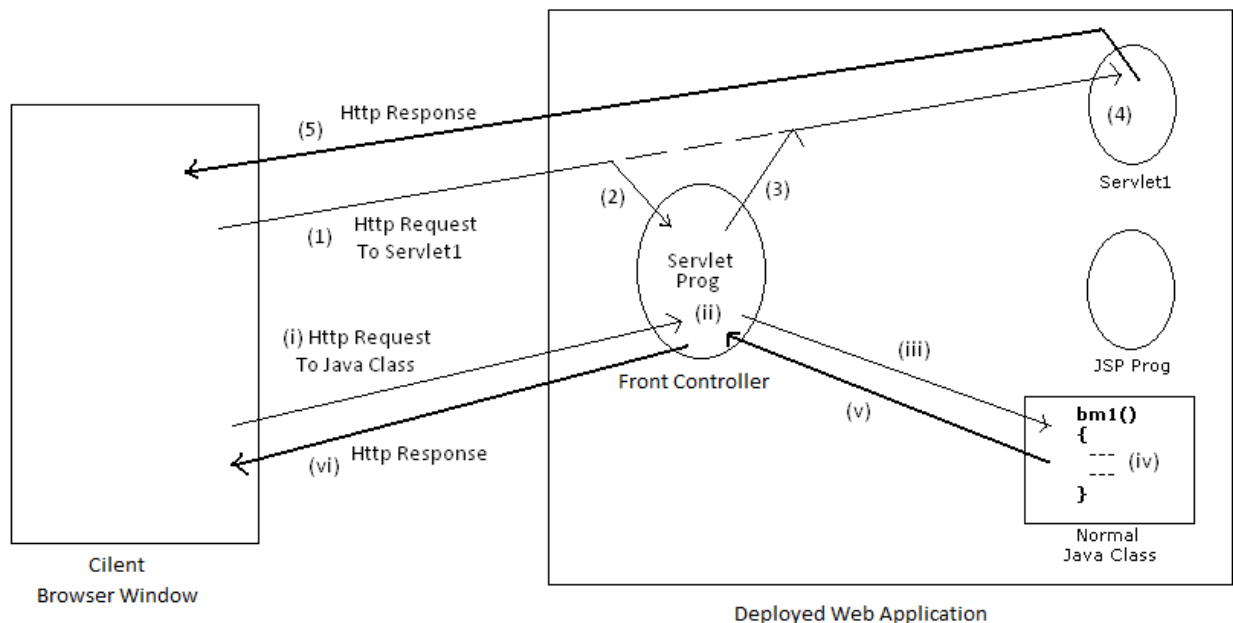 Http Response
(5)
(4)
Servlet1
(2)
(3)
(1)
Http Request
To Servlet1
Servlet
Prog
(ii)
(i) Http Request
To Java Class
(iii)
JSP Prog
Front Controller
(v)
bm1()
{
---
(iv)
---
}
Http Response
(vi)
Normal
Java Class
Cilent
Browser Window
Deployed Web Application